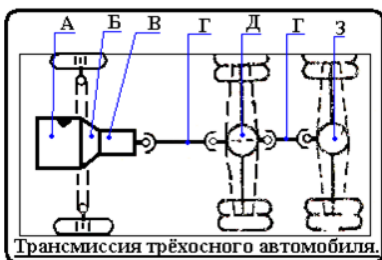 А Б В Г Д Г З
Трансмиссия трёхосного автомобиля.